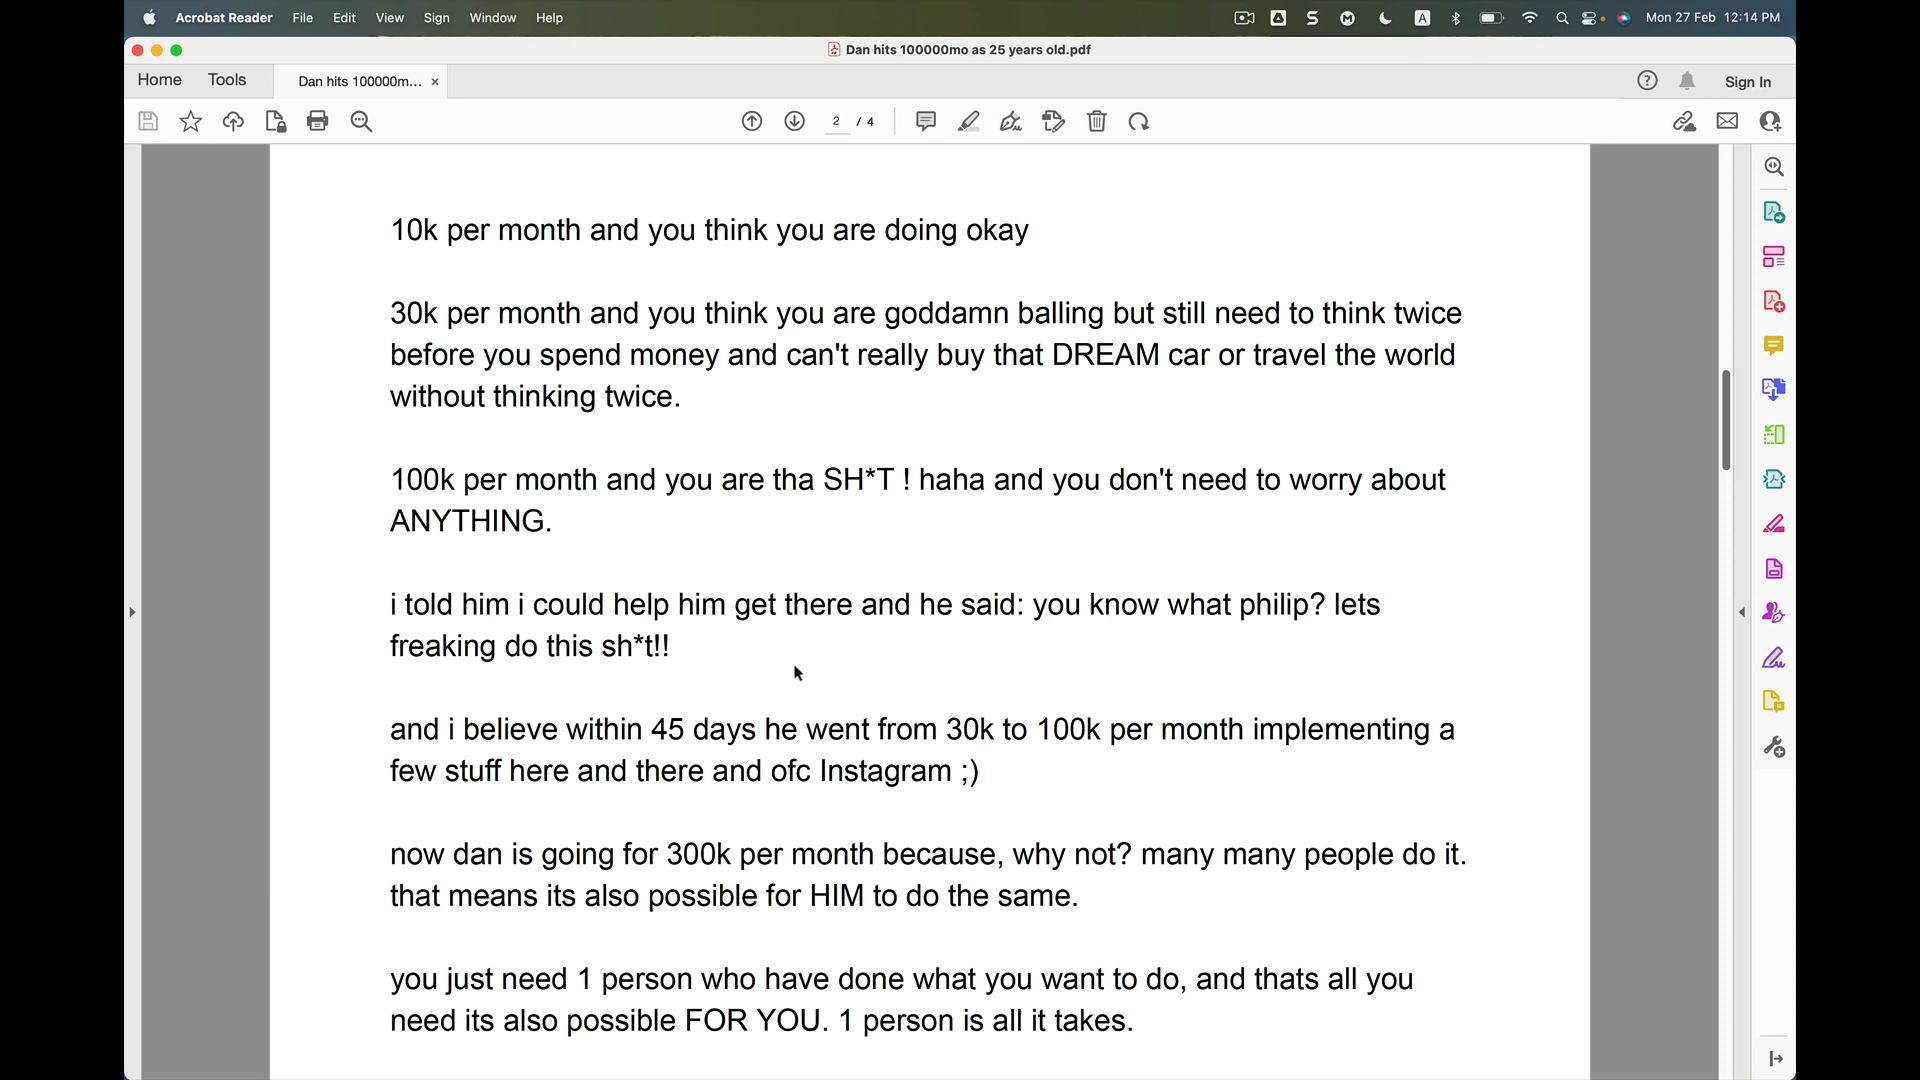 Acrobat Reader File Edit View Sign Window Help Mon 27 Feb 12:14 PM
Dan hits 100000mo as 25 years old.pdf
Home Tools Dan hits 100000m... × Sign In
2 / 4
10k per month and you think you are doing okay
30k per month and you think you are goddamn balling but still need to think twice
before you spend money and can't really buy that DREAM car or travel the world
without thinking twice.
100k per month and you are tha SH*T ! haha and you don't need to worry about
ANYTHING.
i told him i could help him get there and he said: you know what philip? lets
freaking do this sh*t!!
and i believe within 45 days he went from 30k to 100k per month implementing a
few stuff here and there and ofc Instagram ;)
now dan is going for 300k per month because, why not? many many people do it.
that means its also possible for HIM to do the same.
you just need 1 person who have done what you want to do, and thats all you
need its also possible FOR YOU. 1 person is all it takes.